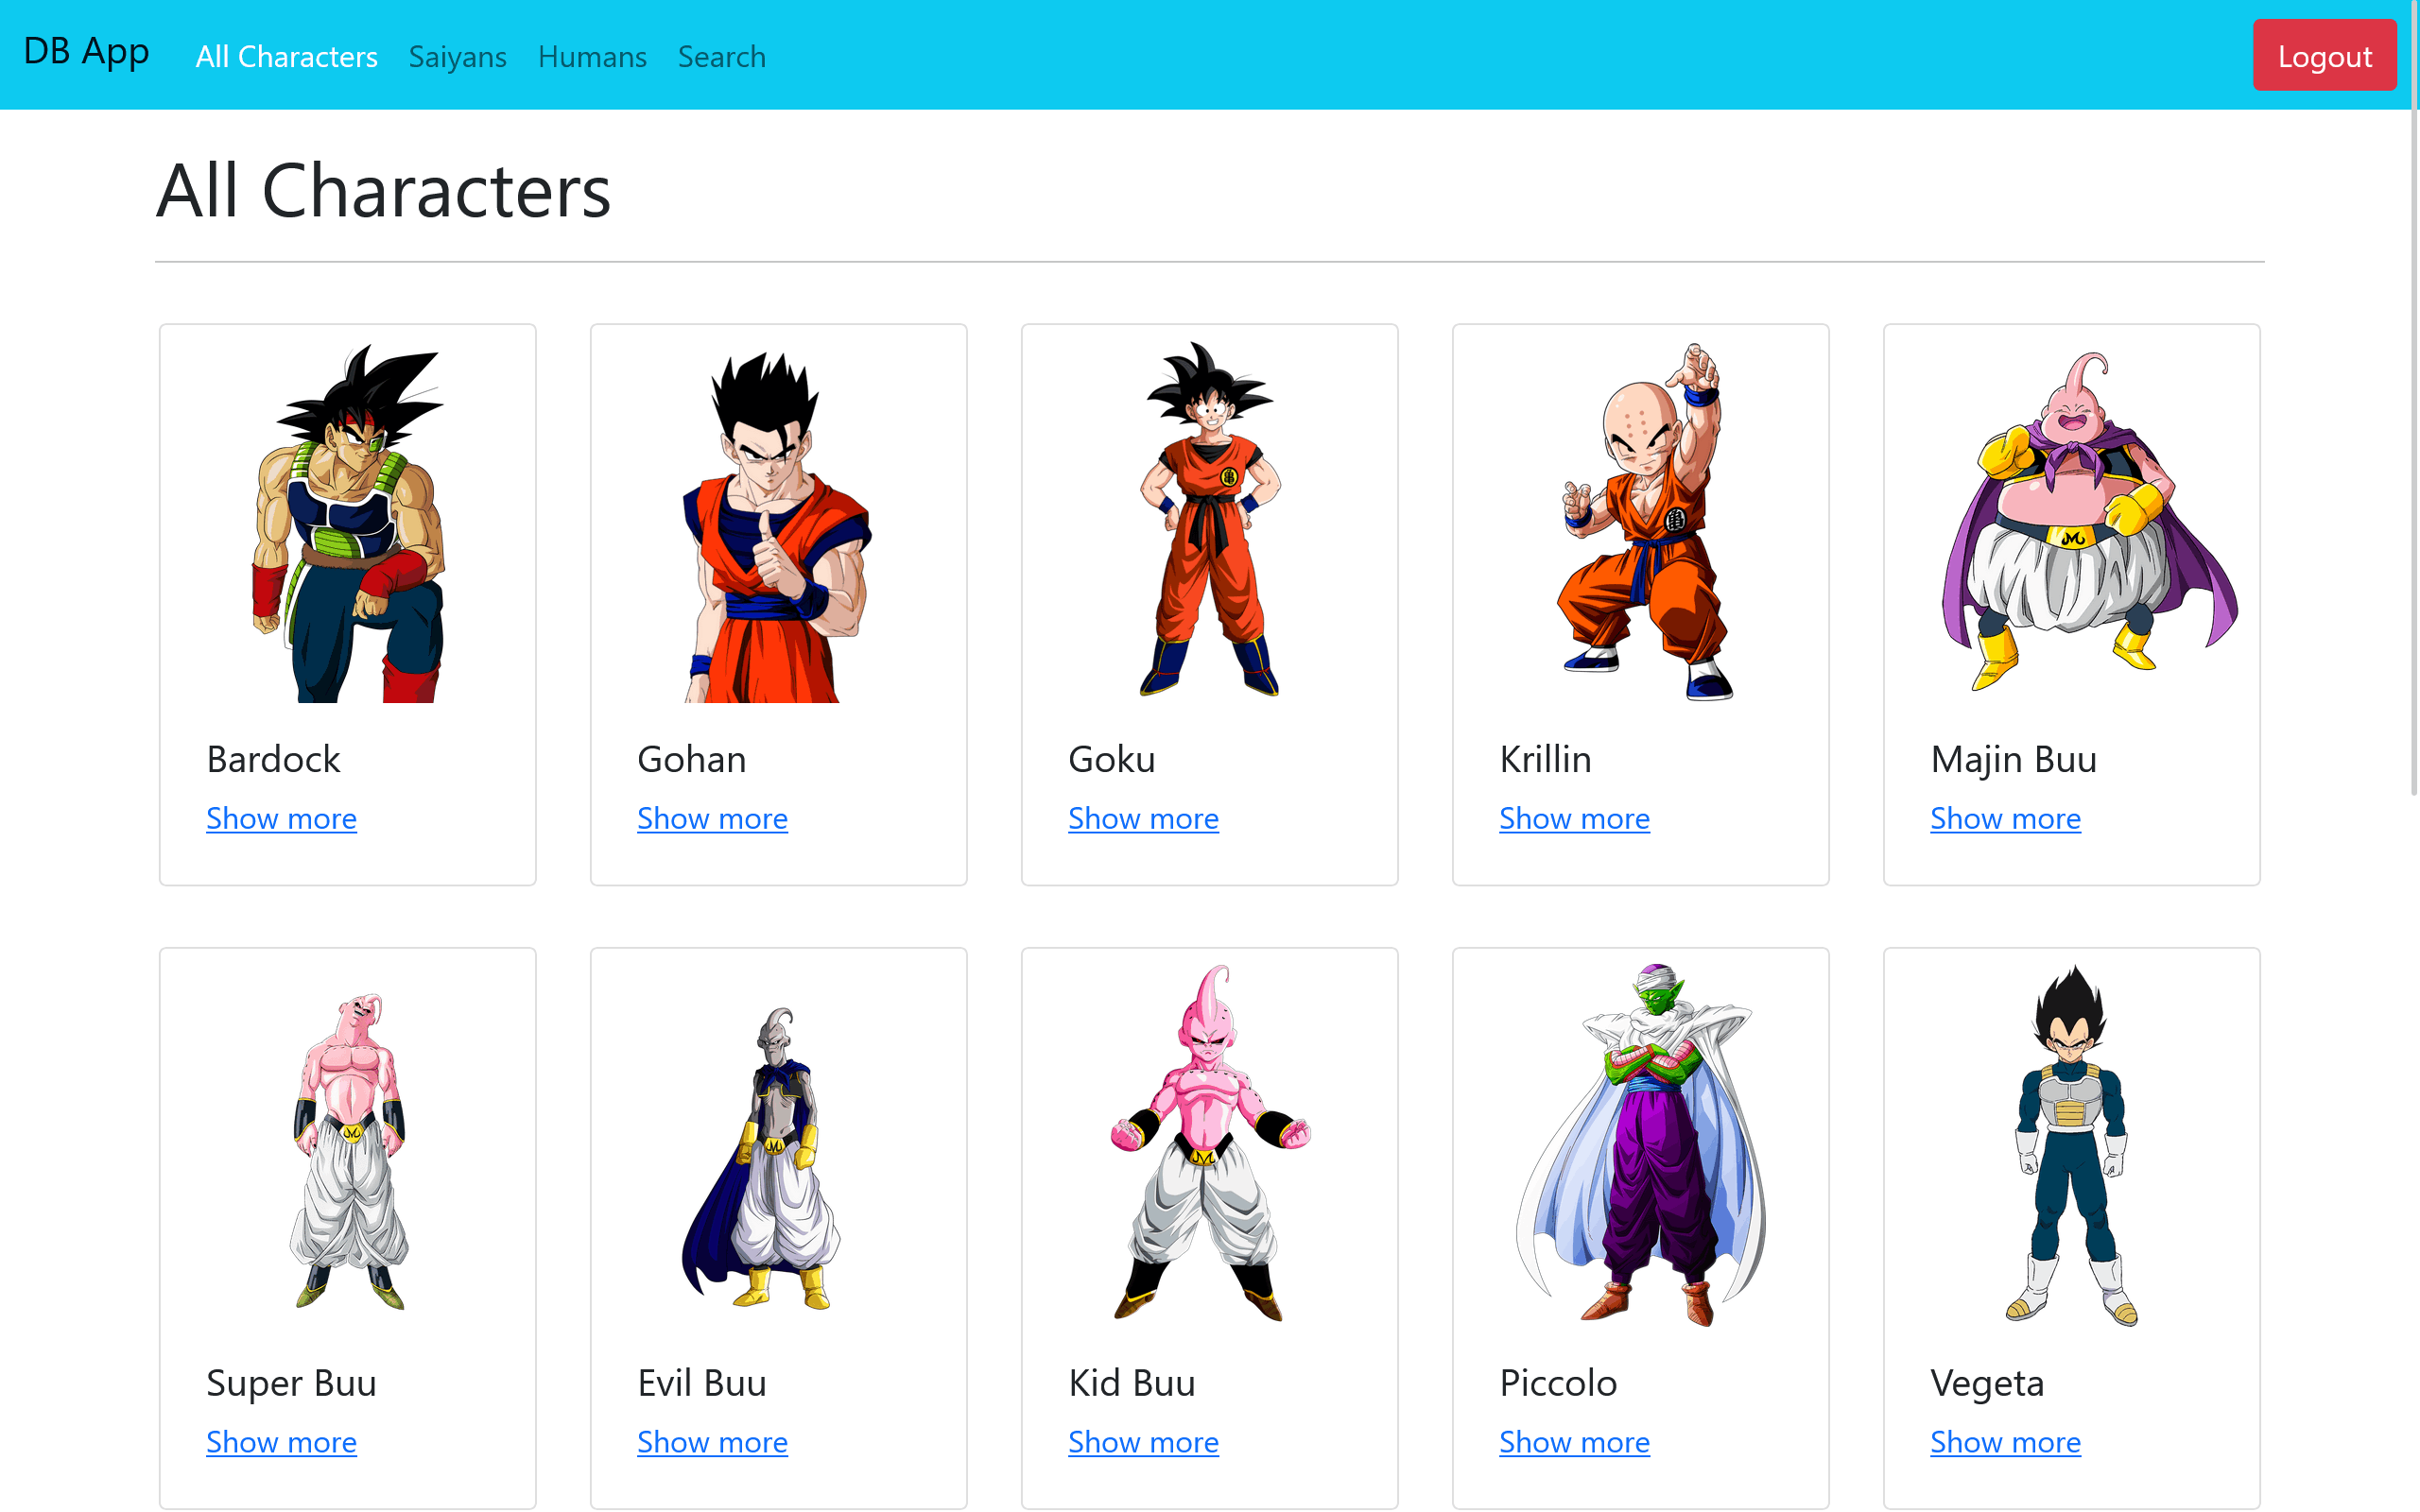 DB App All Characters Saiyans Humans Search Logout
All Characters
Bardock Gohan Goku Krillin Majin Buu
Show more Show more Show more Show more Show more
Super Buu Evil Buu Kid Buu Piccolo Vegeta
Show more Show more Show more Show more Show more